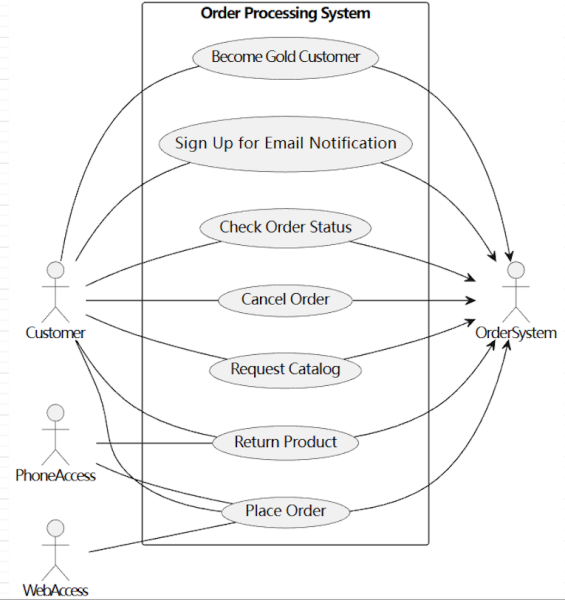 Order Processing System
Become Gold Customer
Sign Up for Email Notification
Check Order Status
Cancel Order
Customer
OrderSystem
Request Catalog
Return Product
PhoneAccess
Place Order
WebAccess